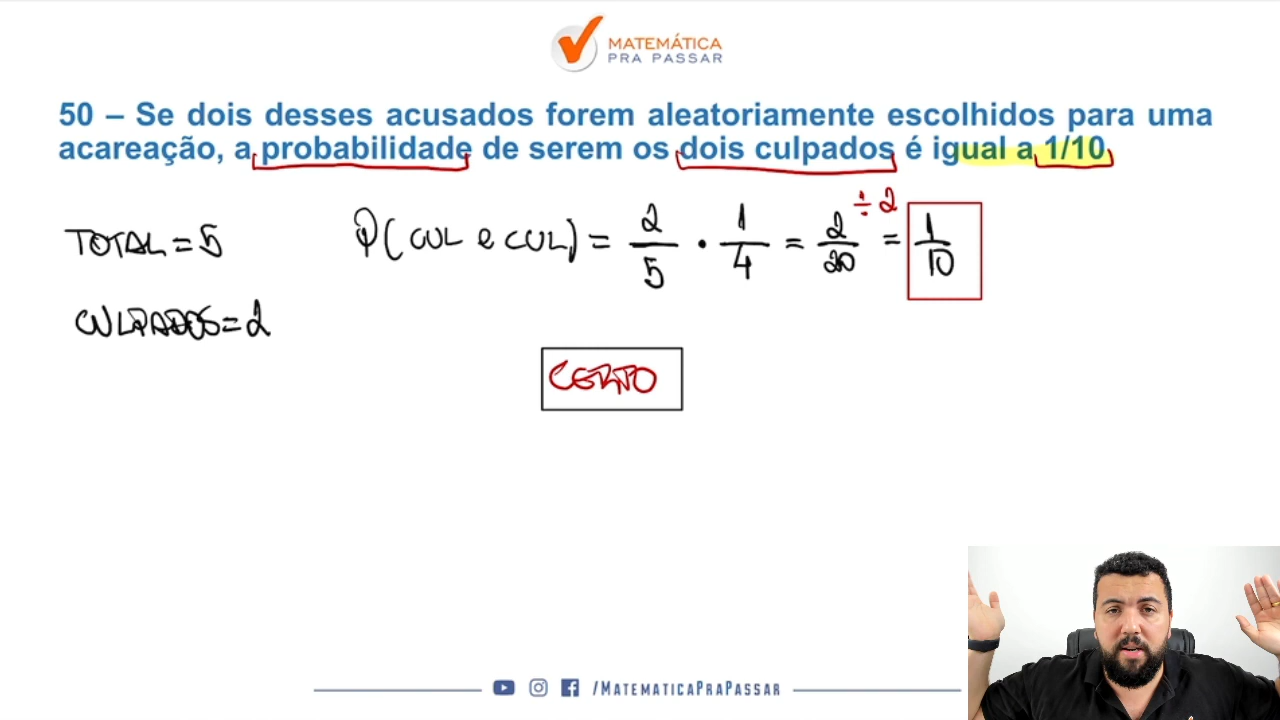 MATEMÁTICA
PRA PASSAR
50 – Se dois desses acusados forem aleatoriamente escolhidos para uma
acareação, a probabilidade de serem os dois culpados é igual a 1/10
TOTAL = 5
P(CUL e CUL) = 2/5 · 1/4 = 2/20 ÷ 2 = 1/10
CULPADOS = 2
CERTO
/MATEMATICAPRAPASSAR